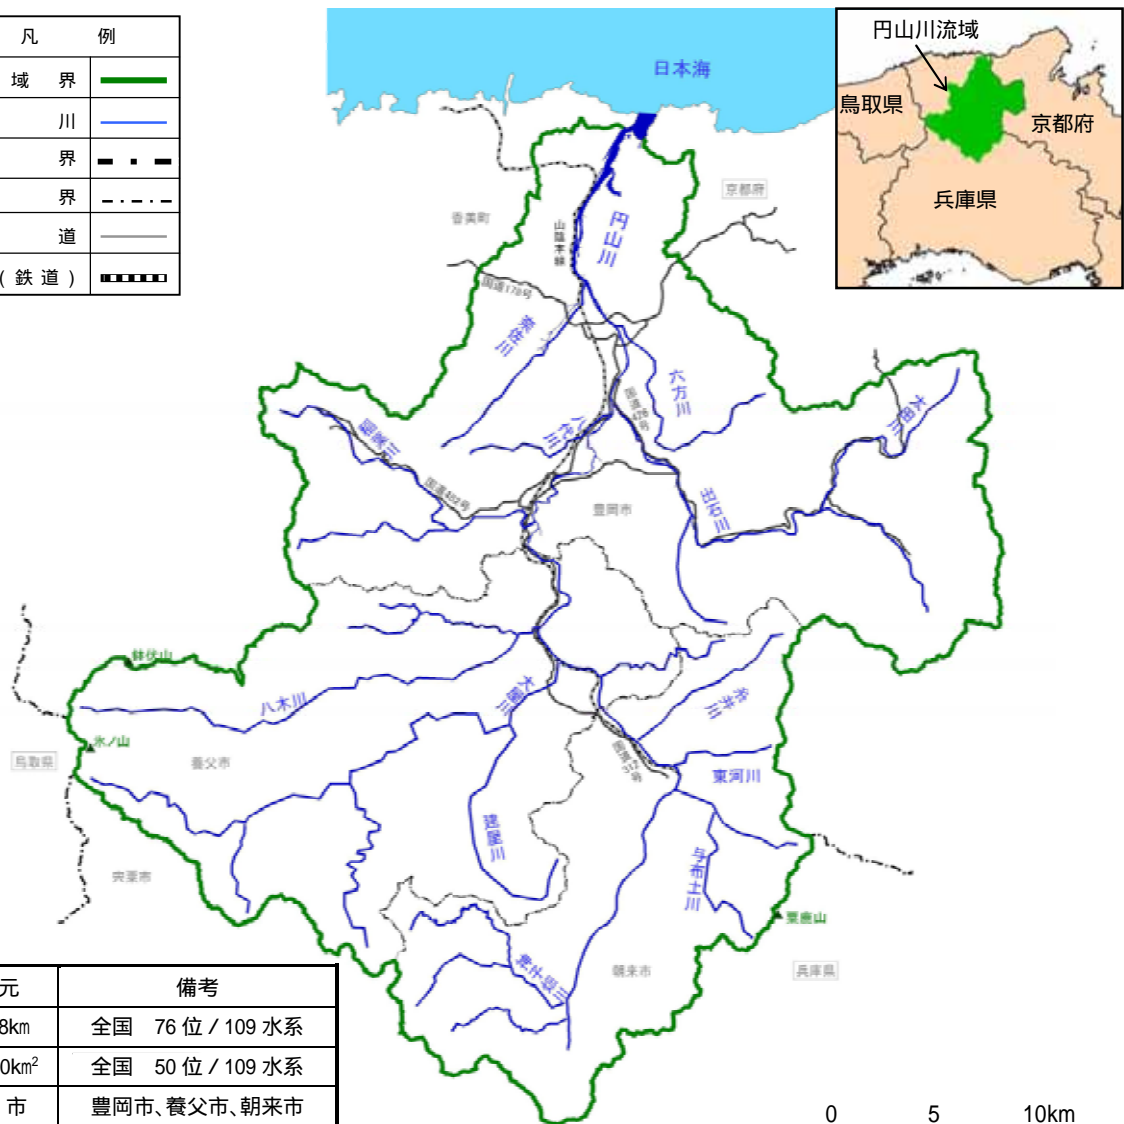 凡 例
域 界
川
界
界
道
(鉄道)
日本海
円山川流域
鳥取県
京都府
兵庫県
京都府
香美町
山陰本線
円山川
国道178号
奈佐川
六方川
国道426号
八代川
稲葉川
国道482号
太田川
出石川
豊岡市
鉢伏山
八木川
大屋川
糸井川
氷ノ山
鳥取県
養父市
国道312号
東河川
建屋川
与布土川
宍粟市
粟鹿山
朝来市
兵庫県
元 備考
8km 全国 76位/109水系
0km² 全国 50位/109水系
市 豊岡市、養父市、朝来市
0 5 10km